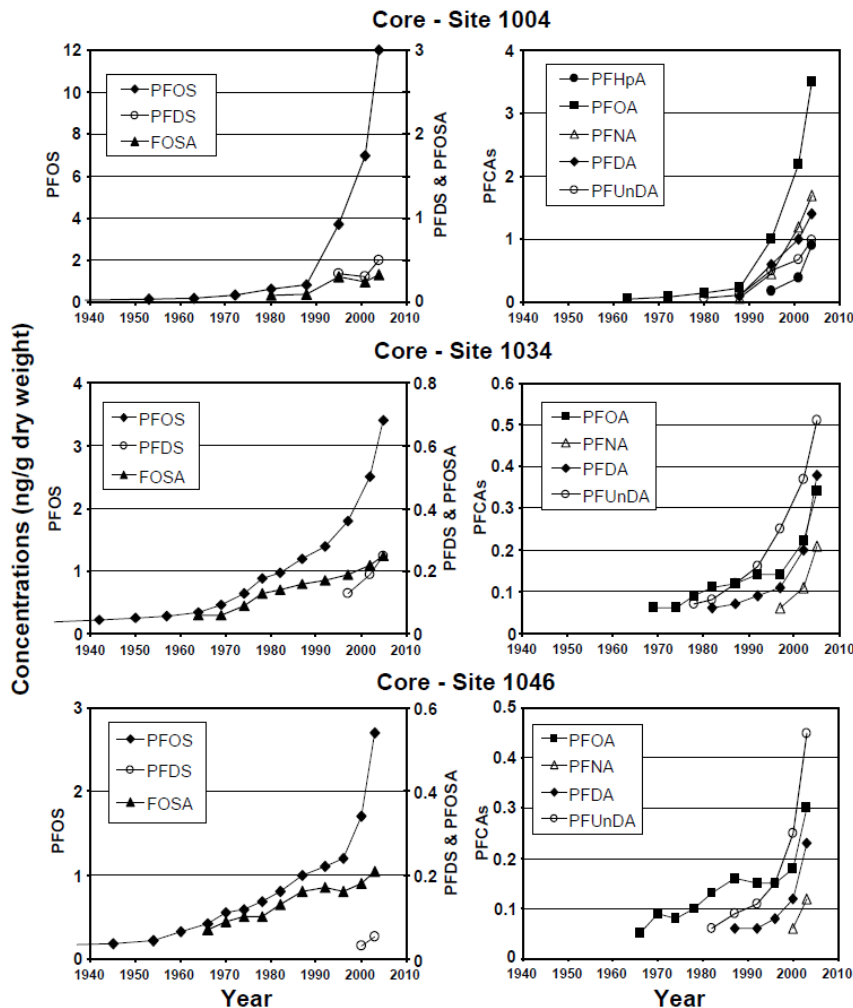 Core - Site 1004
12
10
8
6
4
2
0
PFOS
PFOS
PFDS
FOSA
3
2
1
0
PFDS & PFOSA
1940 1950 1960 1970 1980 1990 2000 2010
4
3
2
1
0
PFCAs
PFHpA
PFOA
PFNA
PFDA
PFUnDA
1940 1950 1960 1970 1980 1990 2000 2010
Core - Site 1034
4
3
2
1
0
PFOS
PFOS
PFDS
FOSA
0.8
0.6
0.4
0.2
0
PFDS & PFOSA
1940 1950 1960 1970 1980 1990 2000 2010
0.6
0.5
0.4
0.3
0.2
0.1
0
PFCAs
PFOA
PFNA
PFDA
PFUnDA
1940 1950 1960 1970 1980 1990 2000 2010
Concentrations (ng/g dry weight)
Core - Site 1046
3
2
1
0
PFOS
PFOS
PFDS
FOSA
0.6
0.4
0.2
0
PFDS & PFOSA
1940 1950 1960 1970 1980 1990 2000 2010
Year
0.5
0.4
0.3
0.2
0.1
0
PFCAs
PFOA
PFNA
PFDA
PFUnDA
1940 1950 1960 1970 1980 1990 2000 2010
Year